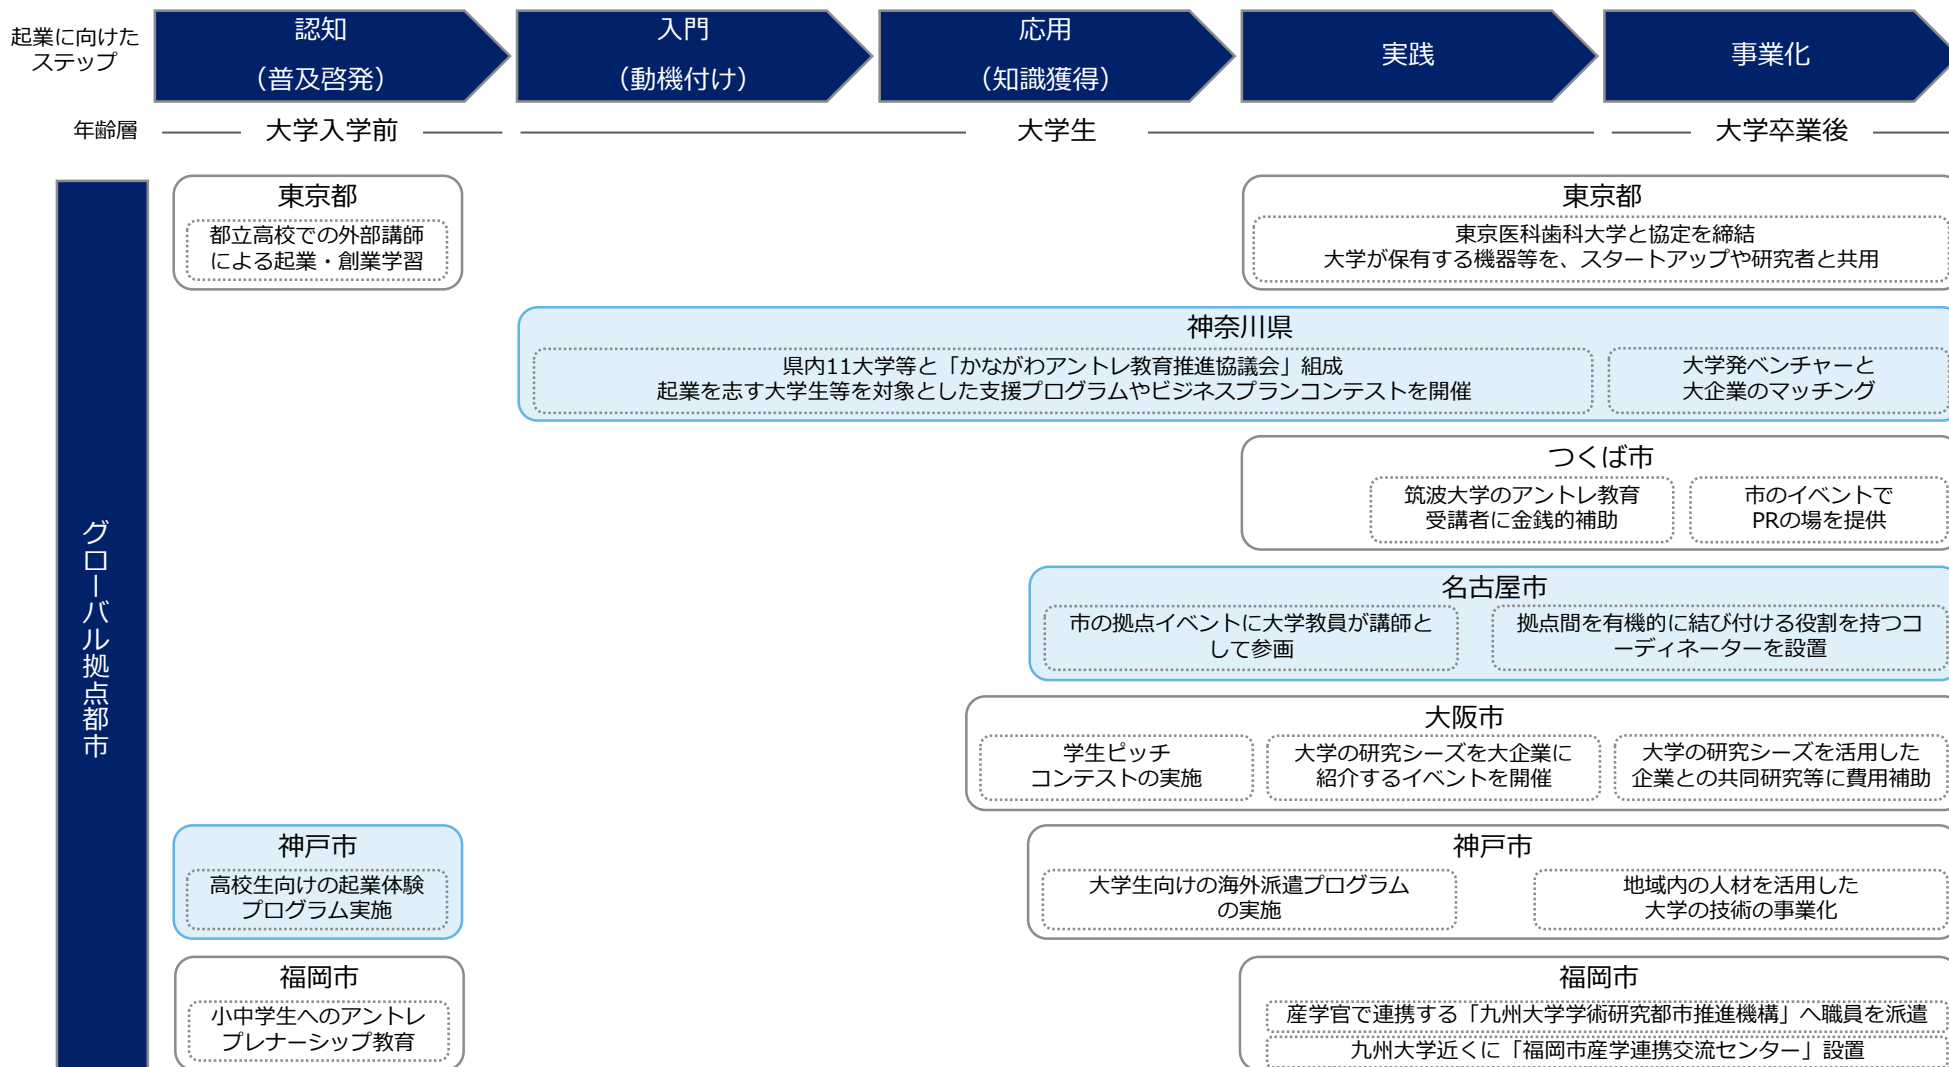 起業に向けた
ステップ
認知
（普及啓発）
入門
（動機付け）
応用
（知識獲得）
実践
事業化
年齢層
大学入学前
大学生
大学卒業後
グローバル拠点都市
東京都
都立高校での外部講師
による起業・創業学習
東京都
東京医科歯科大学と協定を締結
大学が保有する機器等を、スタートアップや研究者と共用
神奈川県
県内11大学等と「かながわアントレ教育推進協議会」組成
起業を志す大学生等を対象とした支援プログラムやビジネスプランコンテストを開催
大学発ベンチャーと
大企業のマッチング
つくば市
筑波大学のアントレ教育
受講者に金銭的補助
市のイベントで
PRの場を提供
名古屋市
市の拠点イベントに大学教員が講師と
して参画
拠点間を有機的に結び付ける役割を持つコ
ーディネーターを設置
大阪市
学生ピッチ
コンテストの実施
大学の研究シーズを大企業に
紹介するイベントを開催
大学の研究シーズを活用した
企業との共同研究等に費用補助
神戸市
高校生向けの起業体験
プログラム実施
神戸市
大学生向けの海外派遣プログラム
の実施
地域内の人材を活用した
大学の技術の事業化
福岡市
小中学生へのアントレ
プレナーシップ教育
福岡市
産学官で連携する「九州大学学術研究都市推進機構」へ職員を派遣
九州大学近くに「福岡市産学連携交流センター」設置